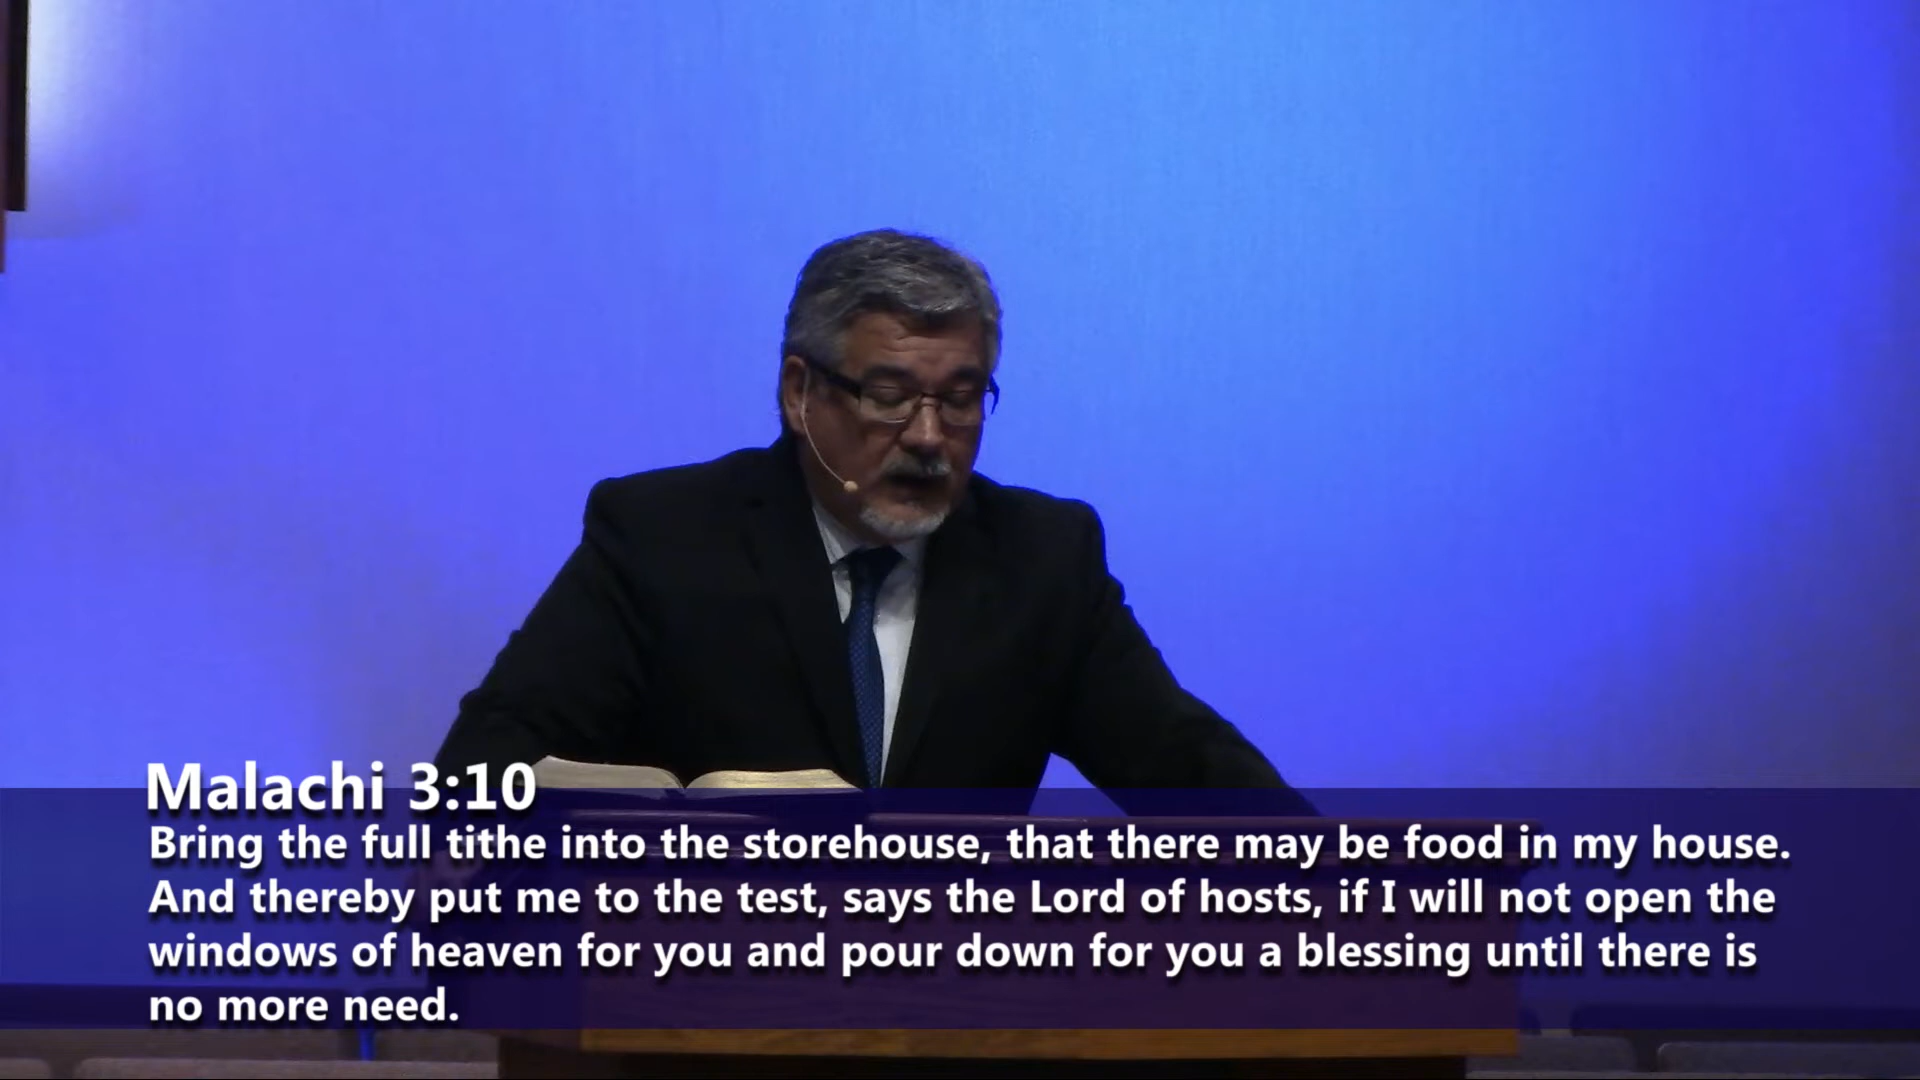 Malachi 3:10
Bring the full tithe into the storehouse, that there may be food in my house.
And thereby put me to the test, says the Lord of hosts, if I will not open the
windows of heaven for you and pour down for you a blessing until there is
no more need.